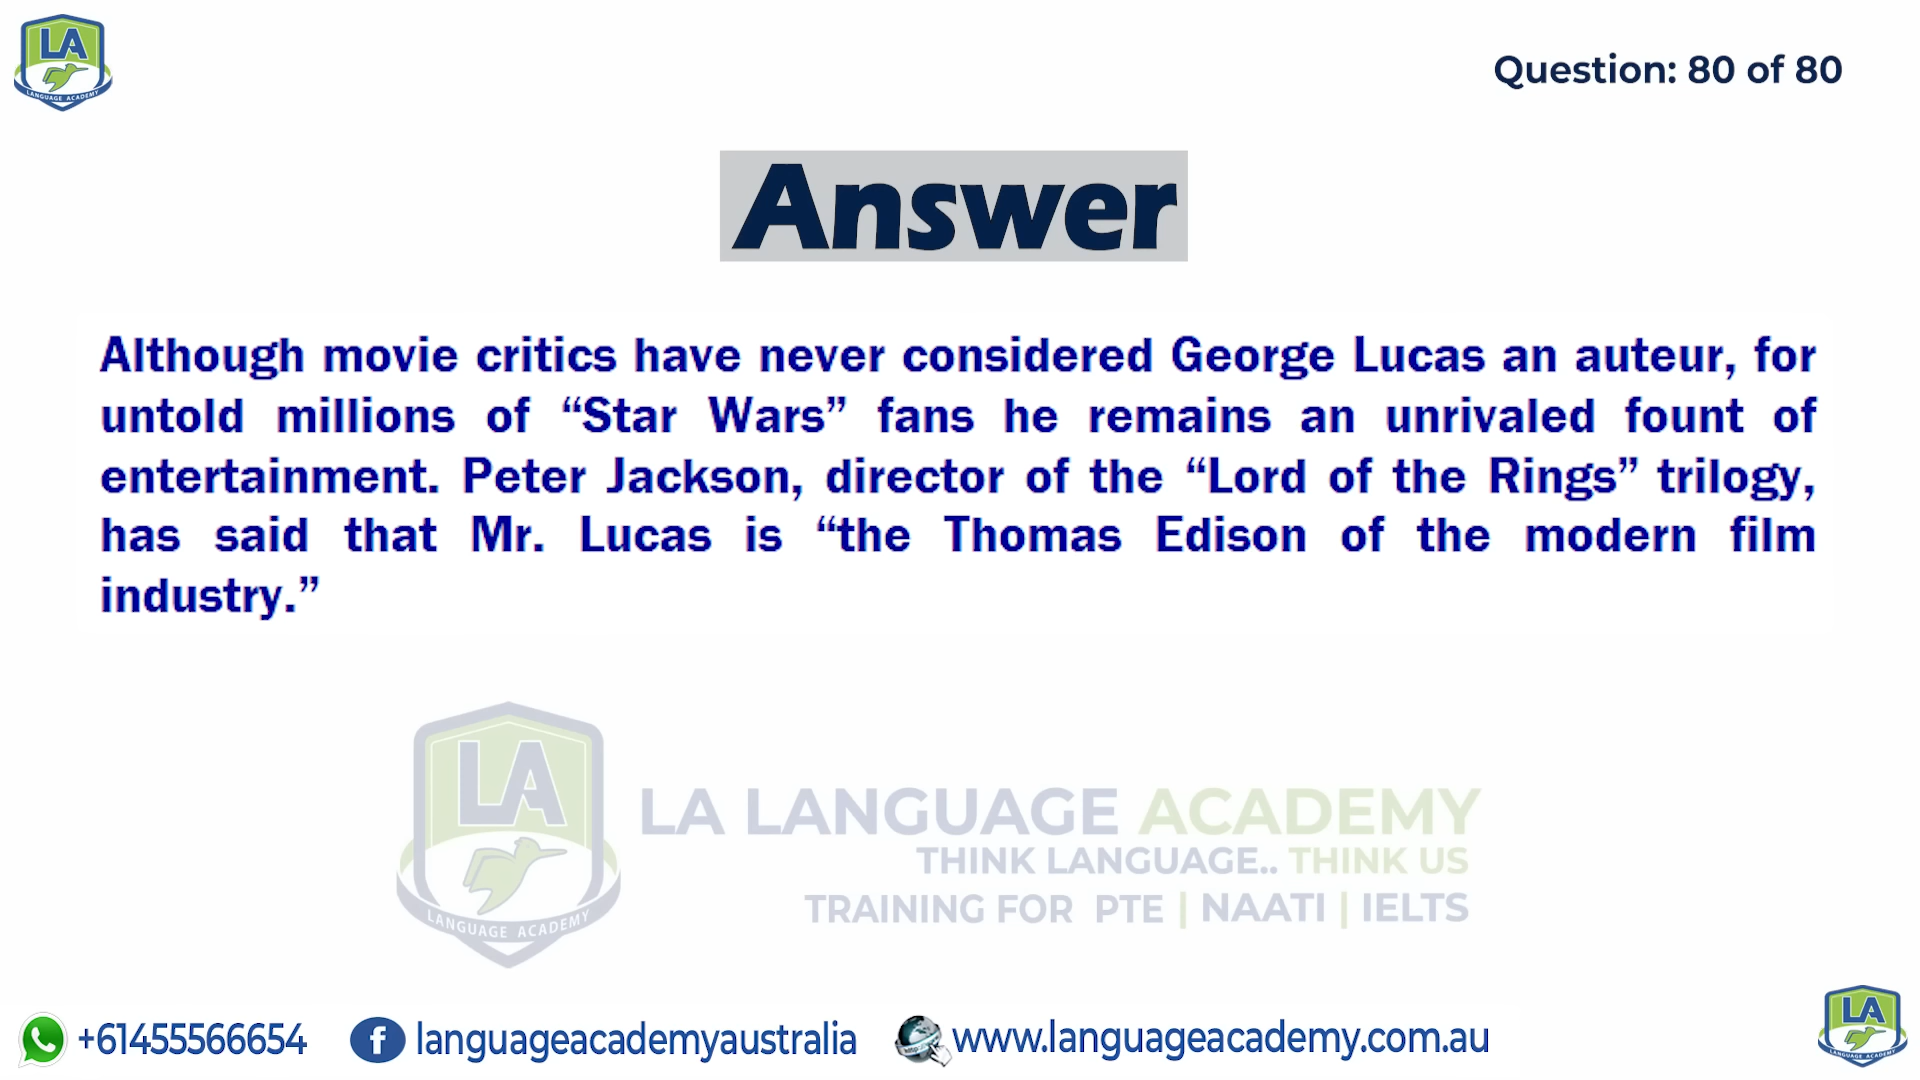 LA
LANGUAGE ACADEMY
Question: 80 of 80
Answer
Although movie critics have never considered George Lucas an auteur, for
untold millions of “Star Wars” fans he remains an unrivaled fount of
entertainment. Peter Jackson, director of the “Lord of the Rings” trilogy,
has said that Mr. Lucas is “the Thomas Edison of the modern film
industry.”
LA
LANGUAGE ACADEMY
LA LANGUAGE ACADEMY
THINK LANGUAGE.. THINK US
TRAINING FOR PTE | NAATI | IELTS
+61455566654 languageacademyaustralia www.languageacademy.com.au
LA
LANGUAGE ACADEMY